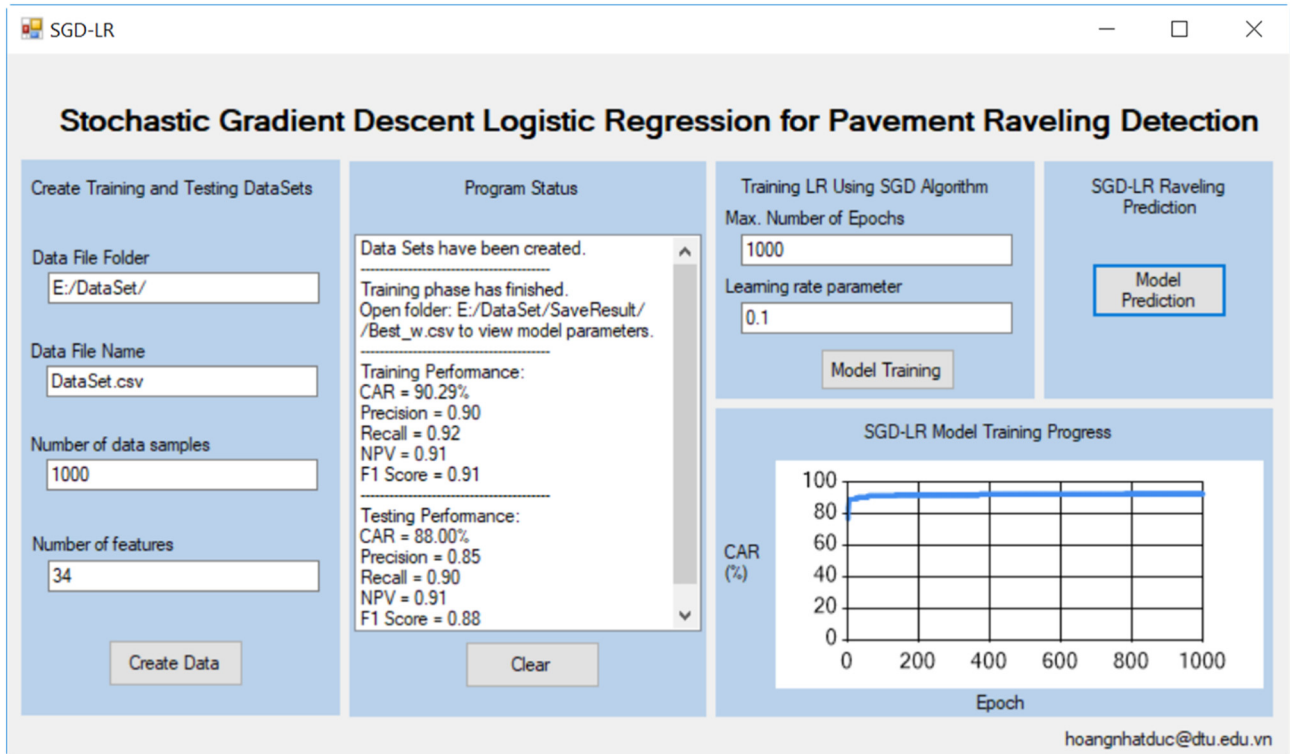 SGD-LR
Stochastic Gradient Descent Logistic Regression for Pavement Raveling Detection
Create Training and Testing DataSets
Data File Folder
E:/DataSet/
Data File Name
DataSet.csv
Number of data samples
1000
Number of features
34
Create Data
Program Status
Data Sets have been created.
----------------------------------------
Training phase has finished.
Open folder: E:/DataSet/SaveResult/
/Best_w.csv to view model parameters.
----------------------------------------
Training Performance:
CAR = 90.29%
Precision = 0.90
Recall = 0.92
NPV = 0.91
F1 Score = 0.91
----------------------------------------
Testing Performance:
CAR = 88.00%
Precision = 0.85
Recall = 0.90
NPV = 0.91
F1 Score = 0.88
Clear
Training LR Using SGD Algorithm
Max. Number of Epochs
1000
Learning rate parameter
0.1
Model Training
SGD-LR Raveling
Prediction
Model
Prediction
SGD-LR Model Training Progress
CAR
(%)
100
80
60
40
20
0
0 200 400 600 800 1000
Epoch
hoangnhatduc@dtu.edu.vn